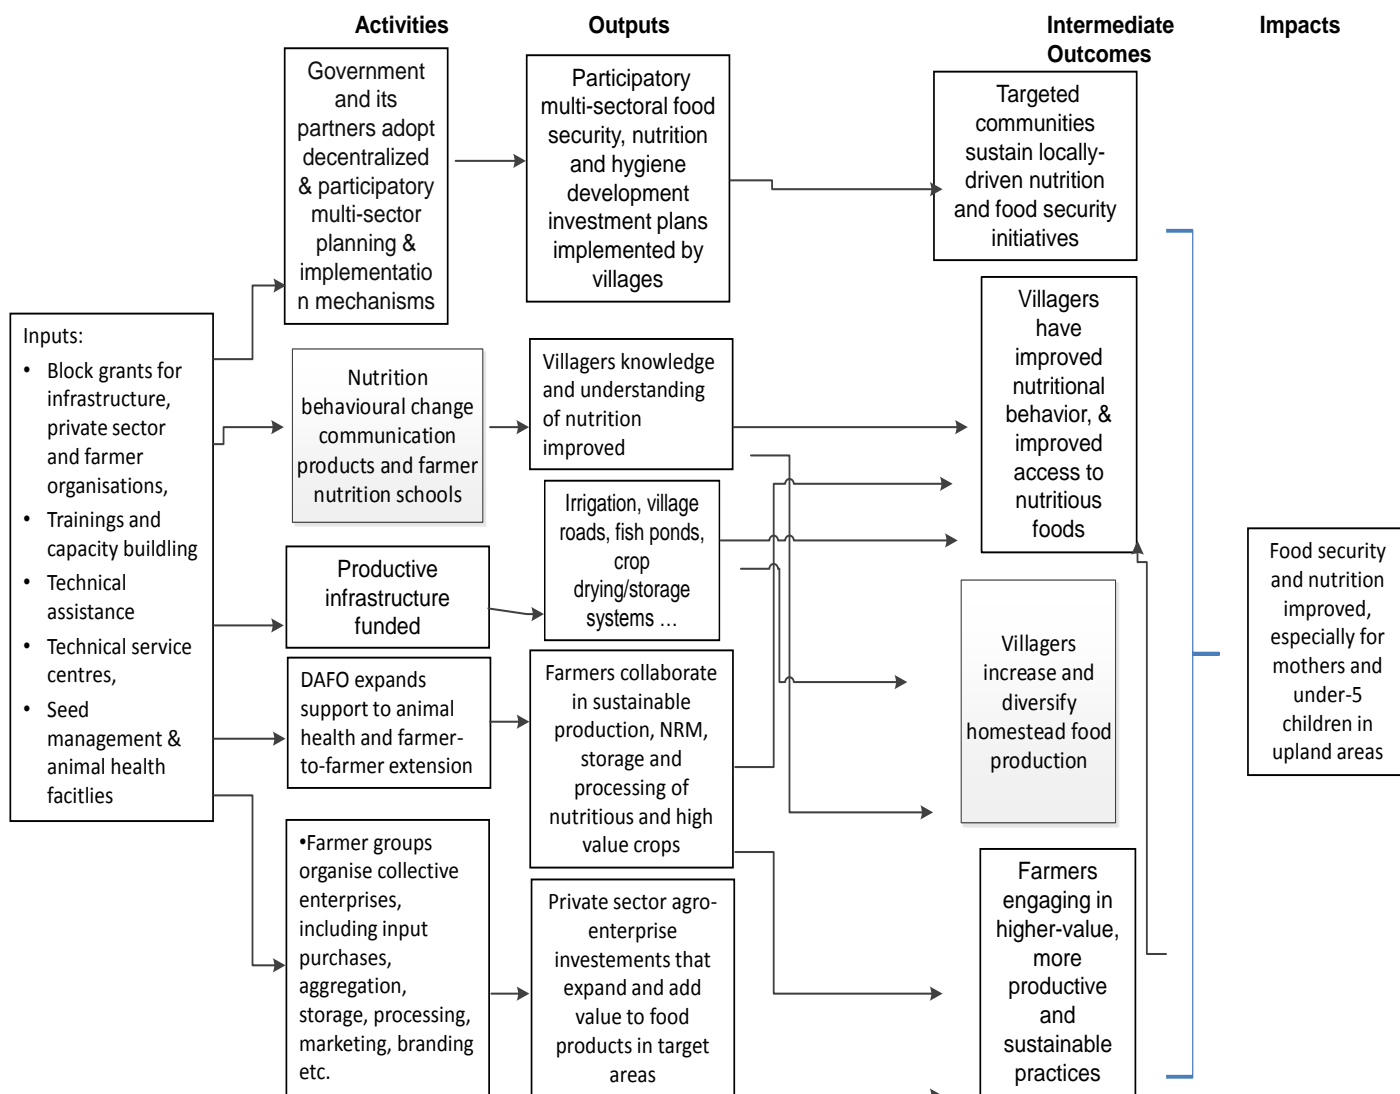 Activities
Outputs
Intermediate
Outcomes
Impacts
Inputs:
• Block grants for
infrastructure,
private sector
and farmer
organisations,
• Trainings and
capacity buildling
• Technical
assistance
• Technical service
centres,
• Seed
management &
animal health
facitlies
Government
and its
partners adopt
decentralized
& participatory
multi-sector
planning &
implementatio
n mechanisms
Nutrition
behavioural change
communication
products and farmer
nutrition schools
Productive
infrastructure
funded
DAFO expands
support to animal
health and farmer-
to-farmer extension
•Farmer groups
organise collective
enterprises,
including input
purchases,
aggregation,
storage, processing,
marketing, branding
etc.
Participatory
multi-sectoral food
security, nutrition
and hygiene
development
investment plans
implemented by
villages
Villagers knowledge
and understanding
of nutrition
improved
Irrigation, village
roads, fish ponds,
crop
drying/storage
systems ...
Farmers collaborate
in sustainable
production, NRM,
storage and
processing of
nutritious and high
value crops
Private sector agro-
enterprise
investements that
expand and add
value to food
products in target
areas
Targeted
communities
sustain locally-
driven nutrition
and food security
initiatives
Villagers
have
improved
nutritional
behavior, &
improved
access to
nutritious
foods
Villagers
increase and
diversify
homestead food
production
Farmers
engaging in
higher-value,
more
productive
and
sustainable
practices
Food security
and nutrition
improved,
especially for
mothers and
under-5
children in
upland areas